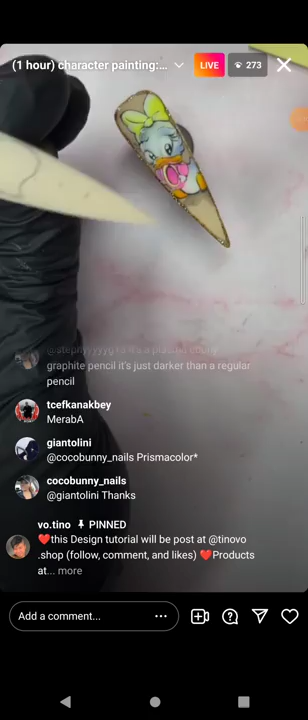 (1 hour) character painting:...
LIVE
273
graphite pencil it's just darker than a regular
pencil
tcefkanakbey
MerabA
giantolini
@cocobunny_nails Prismacolor*
cocobunny_nails
@giantolini Thanks
vo.tino PINNED
❤️this Design tutorial will be post at @tinovo
.shop (follow, comment, and likes) ❤️Products
at... more
Add a comment...